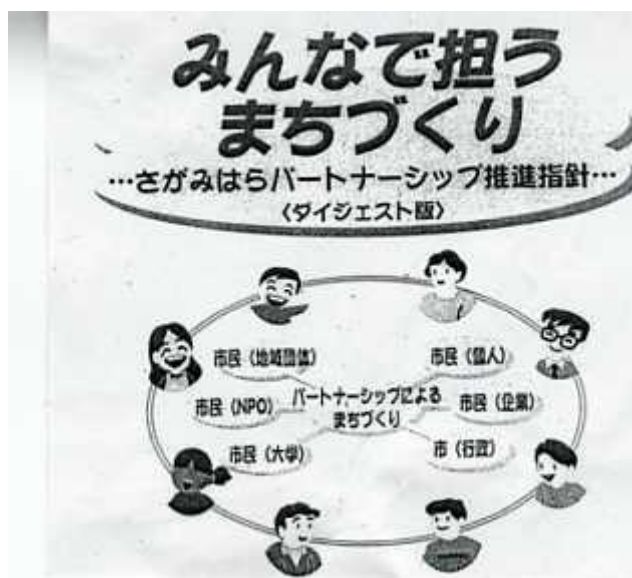 みんなで担う
まちづくり
…さがみはらパートナーシップ推進指針…
〈ダイジェスト版〉
市民（地域団体）
市民（個人）
市民（NPO）
パートナーシップによる
まちづくり
市民（企業）
市民（大学）
市（行政）